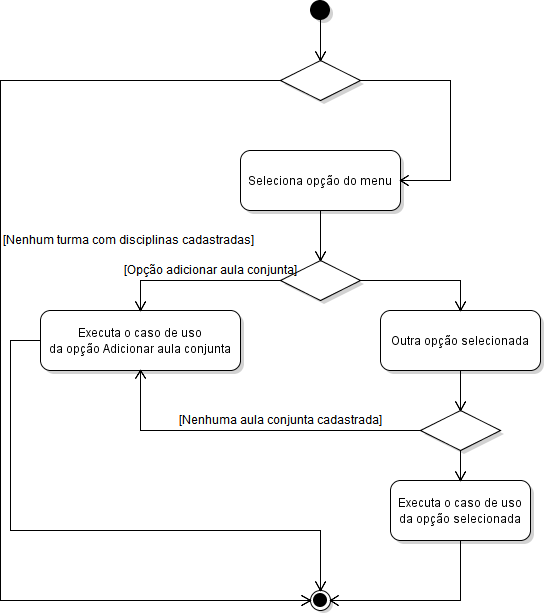 Seleciona opção do menu
[Nenhum turma com disciplinas cadastradas]
[Opção adicionar aula conjunta]
Executa o caso de uso
da opção Adicionar aula conjunta
Outra opção selecionada
[Nenhuma aula conjunta cadastrada]
Executa o caso de uso
da opção selecionada